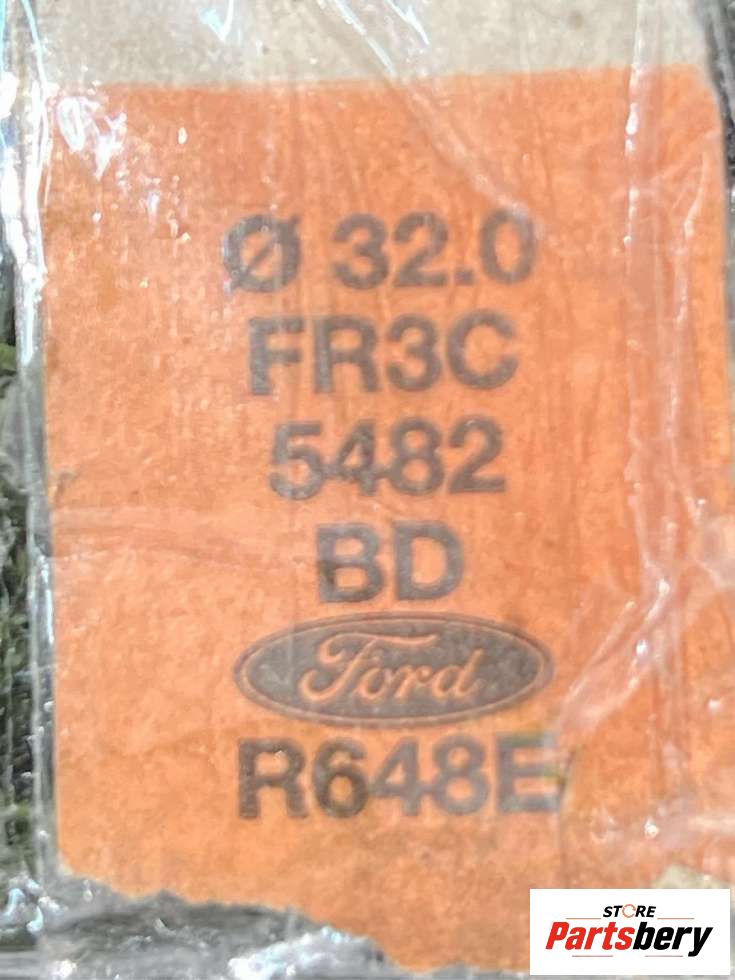 Ø 32.0
FR3C
5482
BD
Ford
R648E
STORE
Partsbery